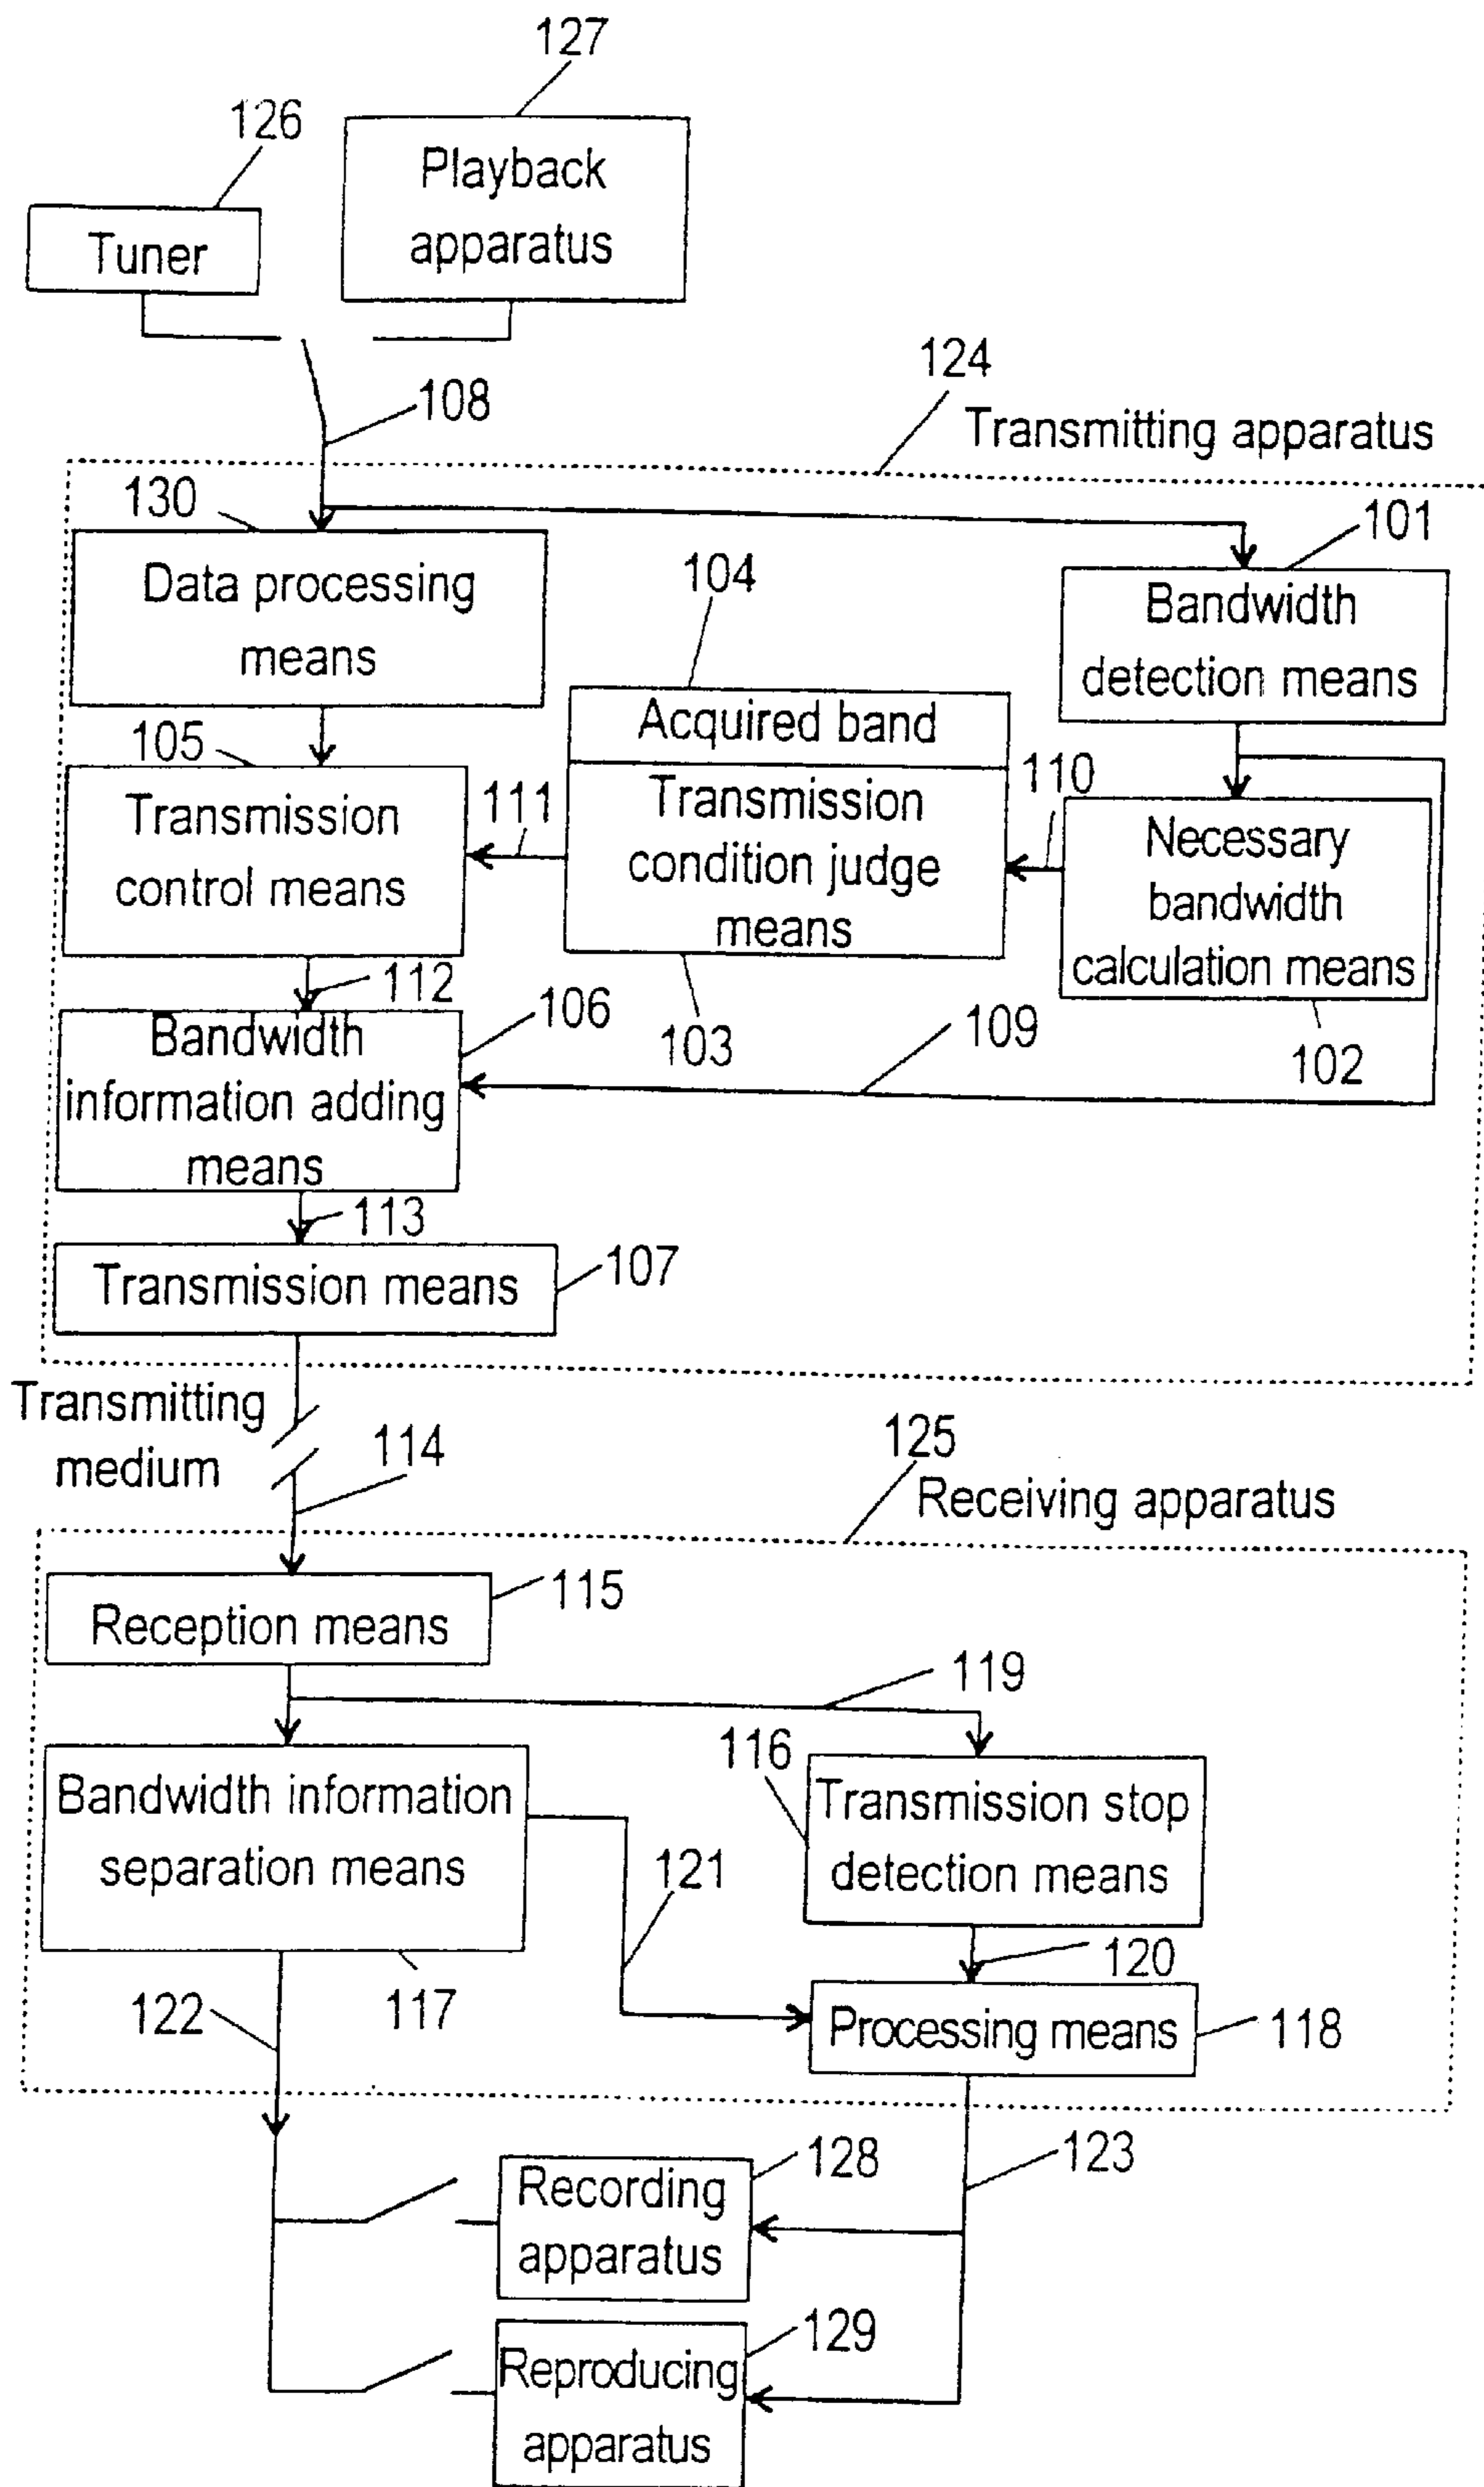 127
126
Playback
apparatus
Tuner
124
108
Transmitting apparatus
130
101
Data processing
means
104
Bandwidth
detection means
Acquired band
105
Transmission
control means
111
Transmission
condition judge
means
110
Necessary
bandwidth
calculation means
112
106
103
109
102
Bandwidth
information adding
means
113
Transmission means
107
Transmitting
medium
114
125
Receiving apparatus
Reception means
115
119
Bandwidth information
separation means
116
Transmission stop
detection means
121
120
122
117
Processing means
118
Recording
apparatus
128
123
Reproducing
apparatus
129